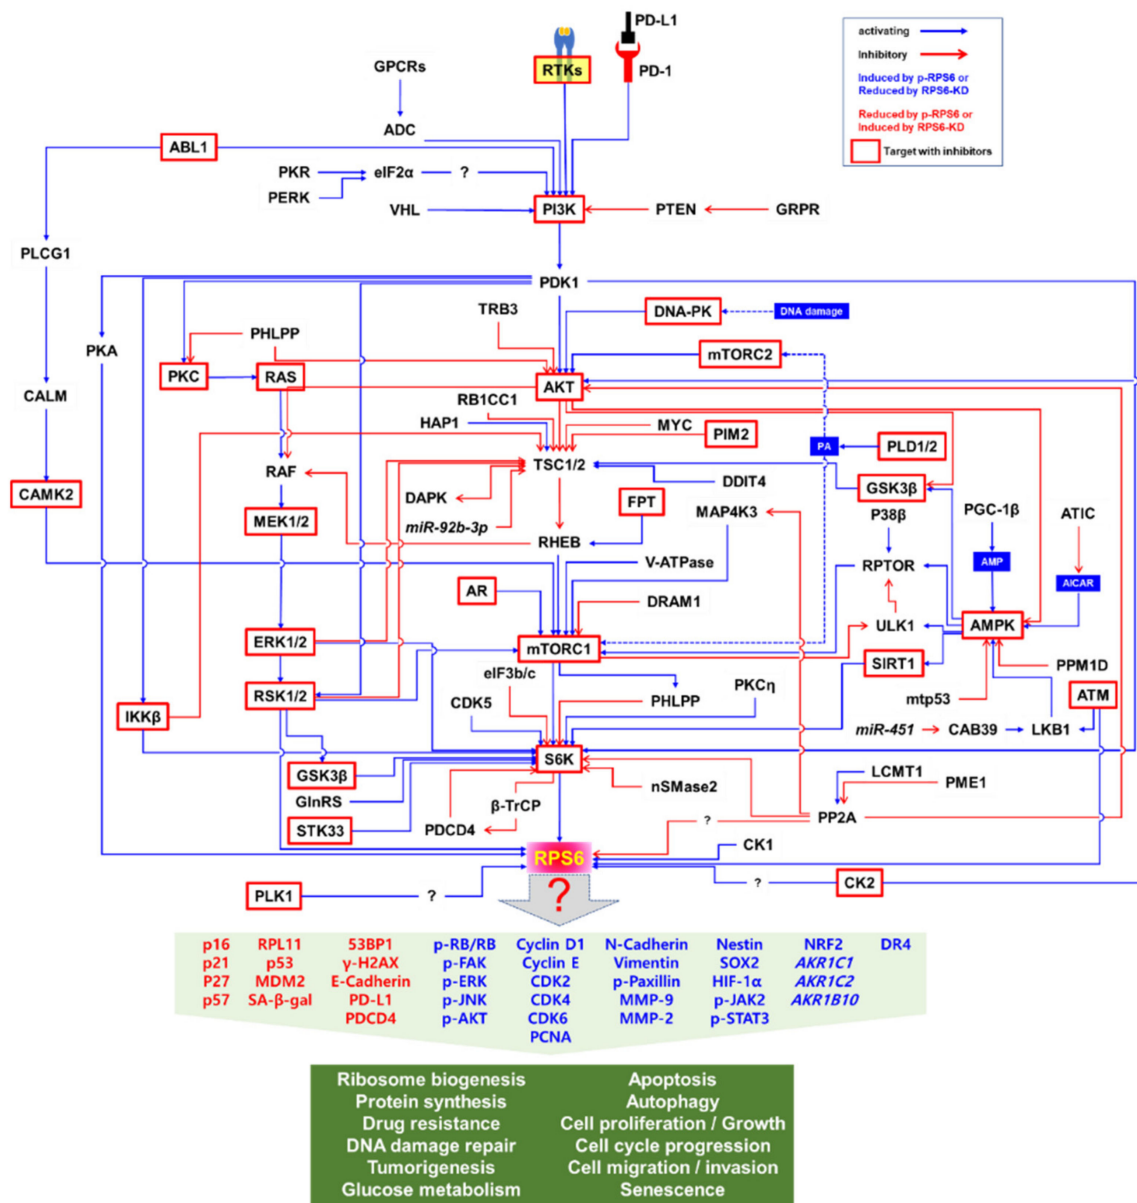 PD-L1
PD-1
RTKs
GPCRs
ADC
activating
Inhibitory
Induced by p-RPS6 or
Reduced by RPS6-KD
Reduced by p-RPS6 or
Induced by RPS6-KD
Target with inhibitors
ABL1
PKR
eIF2α
?
PERK
VHL
PI3K
PTEN
GRPR
PLCG1
PDK1
TRB3
DNA-PK
DNA damage
PKA
PHLPP
mTORC2
PKC
RAS
AKT
CALM
RB1CC1
HAP1
MYC
PIM2
PA
PLD1/2
RAF
TSC1/2
DDIT4
GSK3β
CAMK2
DAPK
miR-92b-3p
FPT
MAP4K3
P38β
PGC-1β
ATIC
MEK1/2
RHEB
V-ATPase
RPTOR
AMP
AICAR
AR
DRAM1
ULK1
AMPK
ERK1/2
mTORC1
SIRT1
PPM1D
eIF3b/c
PKCη
mtp53
ATM
RSK1/2
CDK5
PHLPP
IKKβ
miR-451
CAB39
LKB1
S6K
GSK3β
GlnRS
nSMase2
LCMT1
PME1
β-TrCP
STK33
PDCD4
?
PP2A
RPS6
CK1
PLK1
?
?
?
CK2
p16 RPL11 53BP1 p-RB/RB Cyclin D1 N-Cadherin Nestin NRF2 DR4
p21 p53 γ-H2AX p-FAK Cyclin E Vimentin SOX2 AKR1C1
P27 MDM2 E-Cadherin p-ERK CDK2 p-Paxillin HIF-1α AKR1C2
p57 SA-β-gal PD-L1 p-JNK CDK4 MMP-9 p-JAK2 AKR1B10
PDCD4 p-AKT CDK6 MMP-2 p-STAT3
PCNA
Ribosome biogenesis Apoptosis
Protein synthesis Autophagy
Drug resistance Cell proliferation / Growth
DNA damage repair Cell cycle progression
Tumorigenesis Cell migration / invasion
Glucose metabolism Senescence